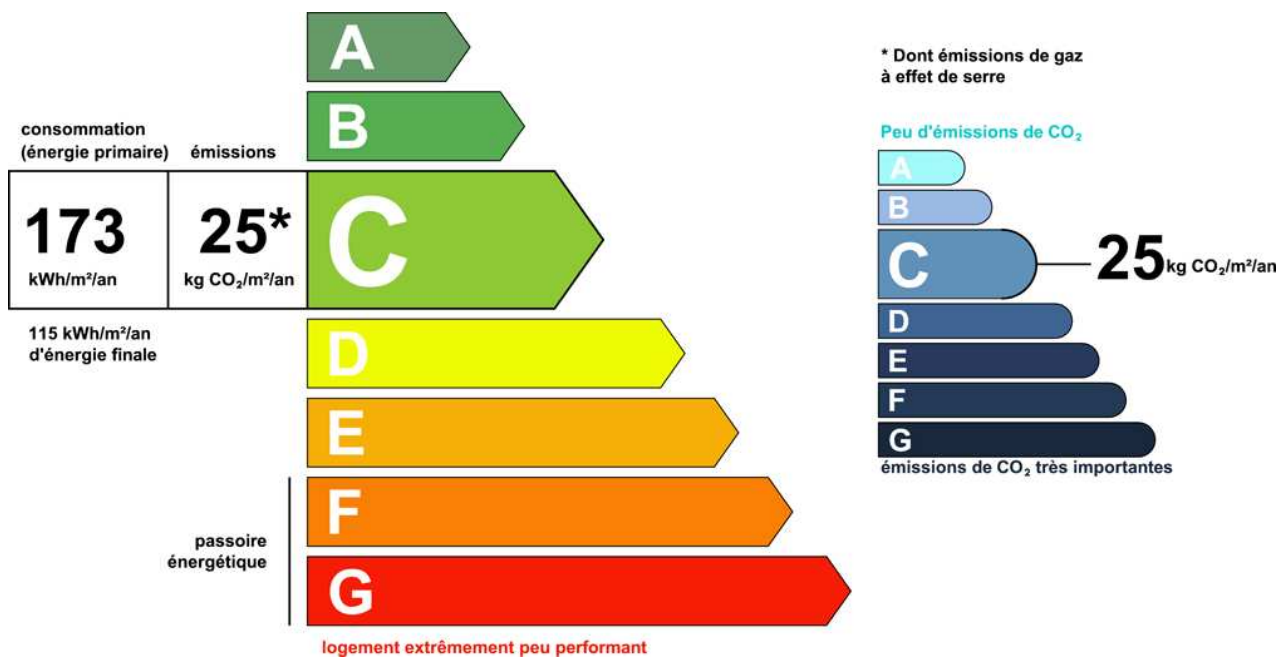 A
B
consommation
(énergie primaire)
émissions
173
kWh/m²/an
25*
kg CO₂/m²/an
C
115 kWh/m²/an
d'énergie finale
D
E
F
passoire
énergétique
G
logement extrêmement peu performant
* Dont émissions de gaz
à effet de serre
Peu d'émissions de CO₂
A
B
C
25 kg CO₂/m²/an
D
E
F
G
émissions de CO₂ très importantes